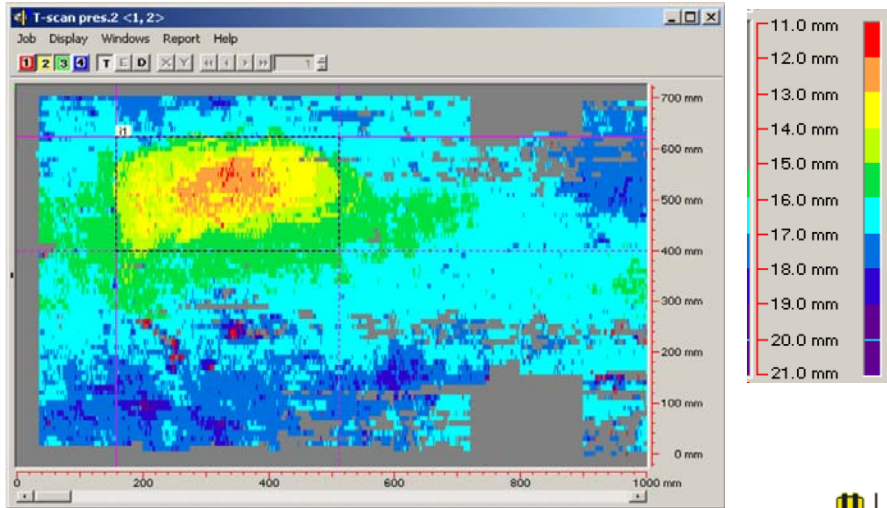 T-scan pres.2 <1, 2>
Job Display Windows Report Help
1 2 3 4 T E D X Y 1
i1
700 mm
600 mm
500 mm
400 mm
300 mm
200 mm
100 mm
0 mm
0 200 400 600 800 1000 mm
11.0 mm
12.0 mm
13.0 mm
14.0 mm
15.0 mm
16.0 mm
17.0 mm
18.0 mm
19.0 mm
20.0 mm
21.0 mm